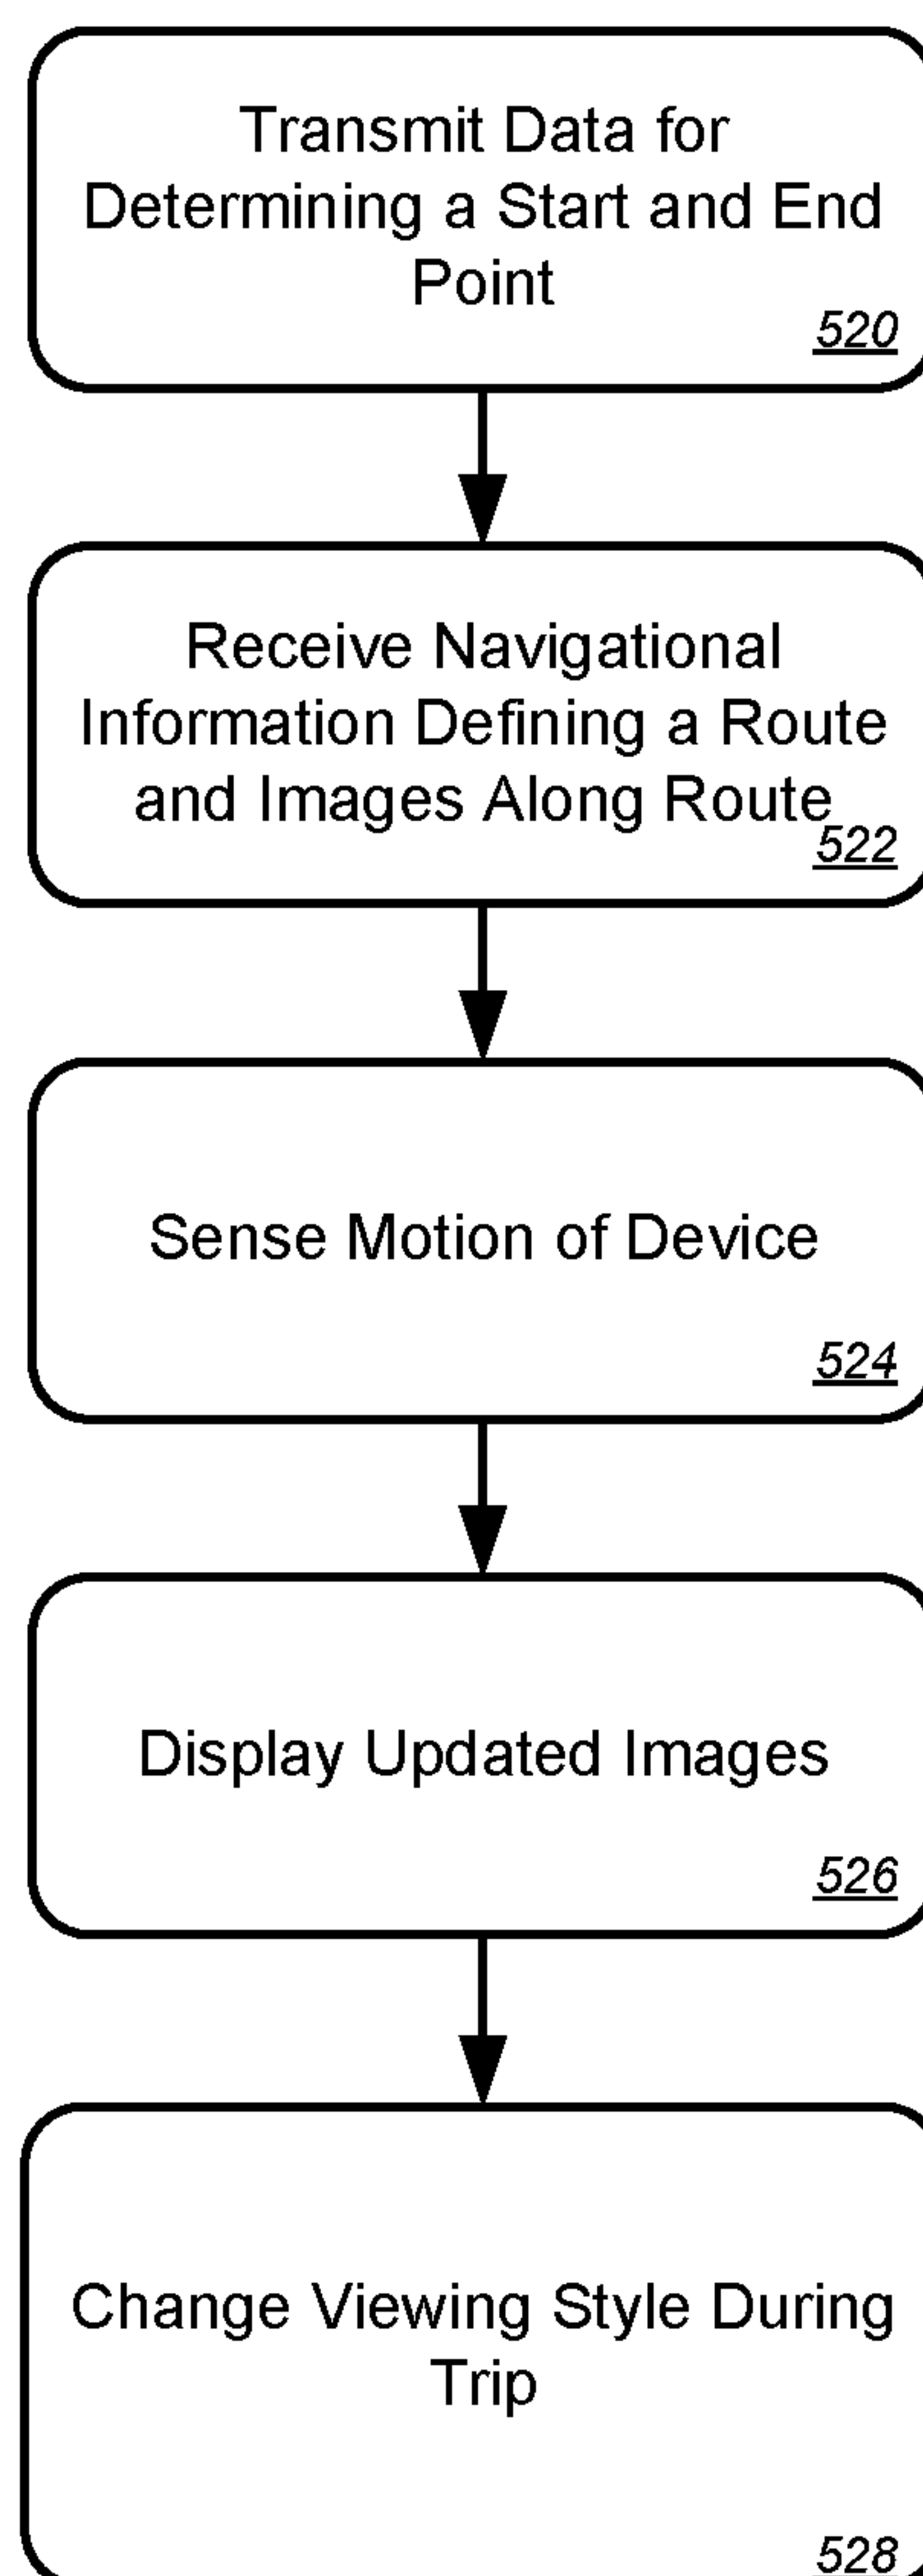 Transmit Data for
Determining a Start and End
Point
520
Receive Navigational
Information Defining a Route
and Images Along Route
522
Sense Motion of Device
524
Display Updated Images
526
Change Viewing Style During
Trip
528